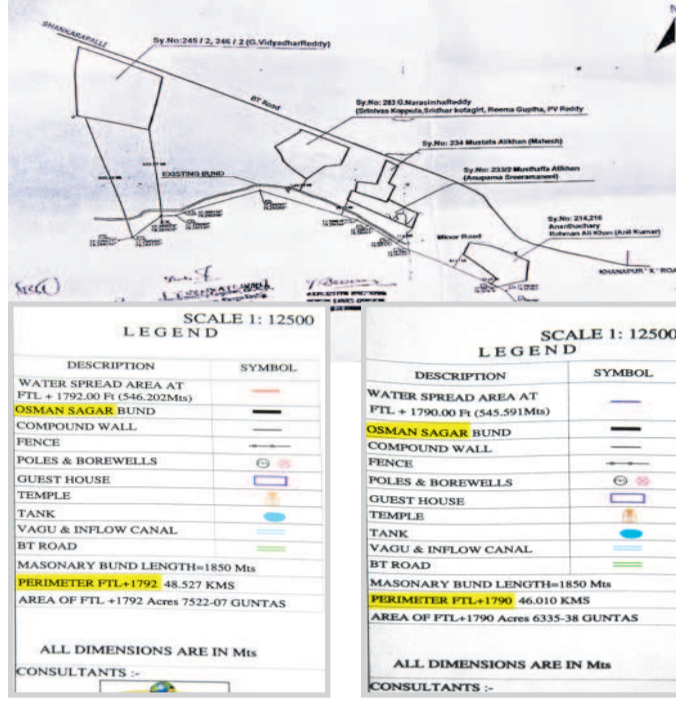 SHANKARAPALLI
Sy.No:245 / 2, 246 / 2 (G.VidyadharReddy)
BT Road
Sy.No: 283 G.NarasimhaReddy
(Srinivas Koppula,Sridhar kotagiri, Reema Guptha, PV Reddy
Sy.No: 234 Mustafa Alikhan (Mahesh)
Sy.No: 233/2 Musthaffa Alikhan
(Anupama Sreeramaneni)
EXISTING BUND
Sy.No: 214,216
Ananthachary
Rehman Ali Khan (Anil Kumar)
Minor Road
KHANAPUR " X " ROA
SCALE 1: 12500
LEGEND
DESCRIPTION SYMBOL
WATER SPREAD AREA AT
FTL + 1792.00 Ft (546.202Mts)
OSMAN SAGAR BUND
COMPOUND WALL
FENCE
POLES & BOREWELLS
GUEST HOUSE
TEMPLE
TANK
VAGU & INFLOW CANAL
BT ROAD
MASONARY BUND LENGTH=1850 Mts
PERIMETER FTL+1792 48.527 KMS
AREA OF FTL +1792 Acres 7522-07 GUNTAS
ALL DIMENSIONS ARE IN Mts
CONSULTANTS :-
SCALE 1: 12500
LEGEND
DESCRIPTION SYMBOL
WATER SPREAD AREA AT
FTL + 1790.00 Ft (545.591Mts)
OSMAN SAGAR BUND
COMPOUND WALL
FENCE
POLES & BOREWELLS
GUEST HOUSE
TEMPLE
TANK
VAGU & INFLOW CANAL
BT ROAD
MASONARY BUND LENGTH=1850 Mts
PERIMETER FTL+1790 46.010 KMS
AREA OF FTL+1790 Acres 6335-38 GUNTAS
ALL DIMENSIONS ARE IN Mts
CONSULTANTS :-